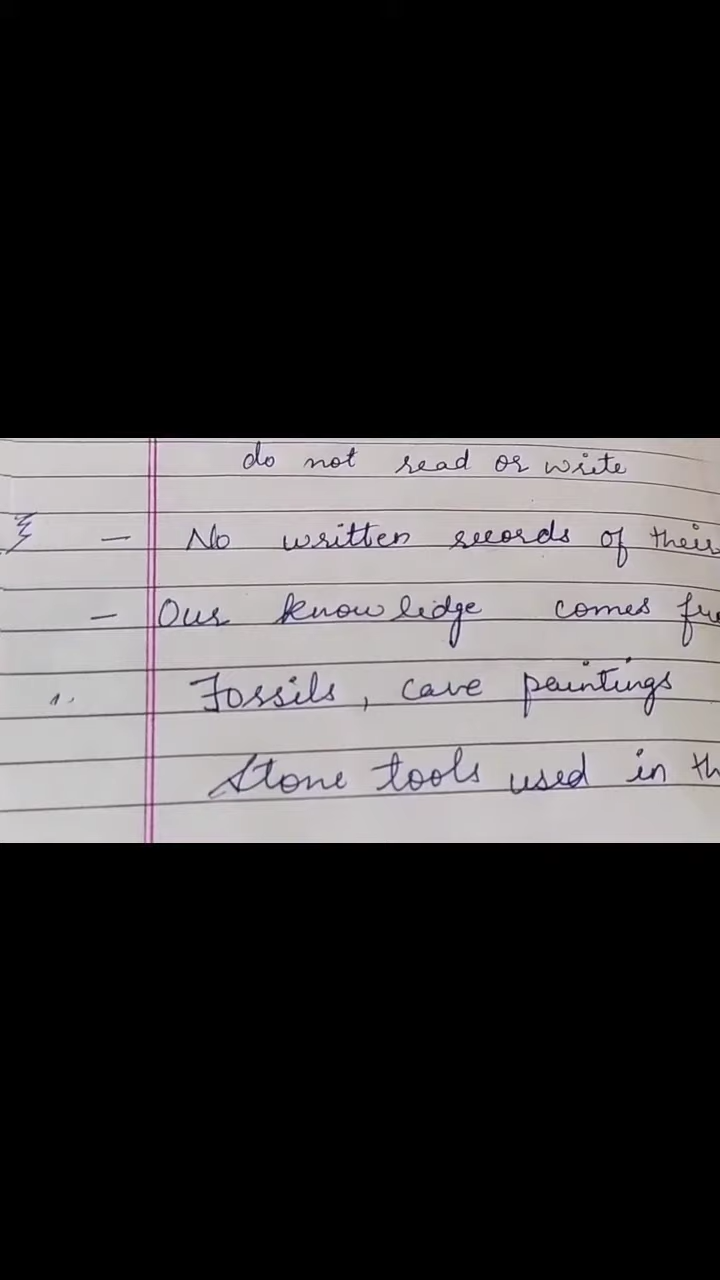 do not read or write
- No written records of their
- Our knowlidge comes
Fossils, cave paintings
Stone tools used in